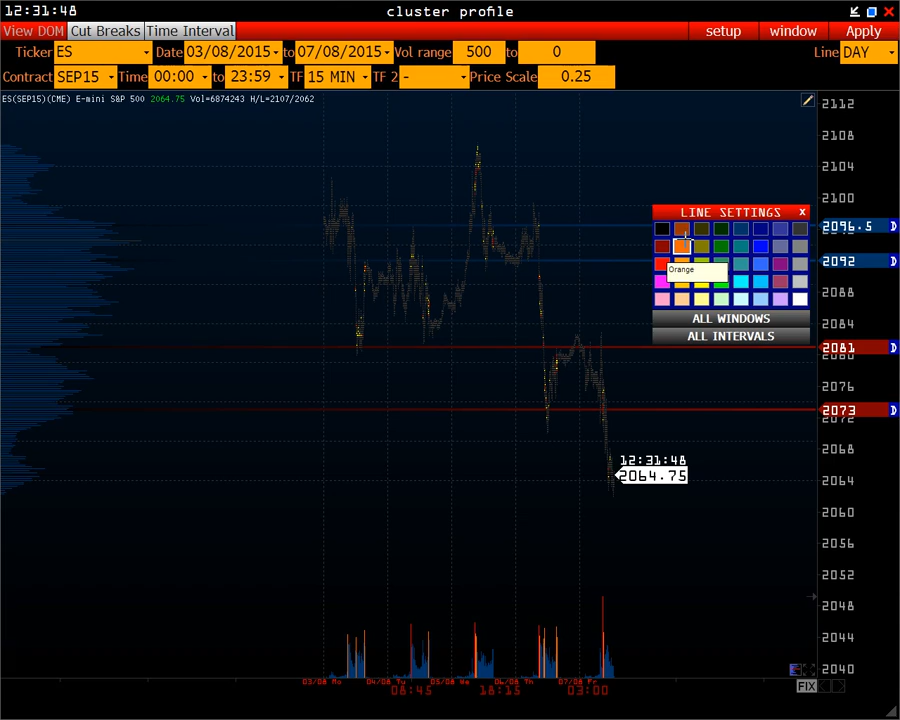 12:31:48 cluster profile
View DOM Cut Breaks Time Interval setup window Apply
Ticker ES Date 03/08/2015 to 07/08/2015 Vol range 500 to 0 Line DAY
Contract SEP15 Time 00:00 to 23:59 TF 15 MIN TF 2 - Price Scale 0.25
ES(SEP15)(CME) E-mini S&P 500 2064.75 Vol=6874243 H/L=2107/2062
2112
2108
2104
2100
LINE SETTINGS x
2096.5 D
2092 D
Orange
2088
ALL WINDOWS
2084
ALL INTERVALS
2081 D
2080
2076
2073 D
2072
2068
12:31:48
2064.75
2064
2060
2056
2052
2048
2044
2040
03/08 Mo 04/08 Tu 05/08 We 06/08 Th 07/08 Fr
08:45 18:15 03:00
FIX